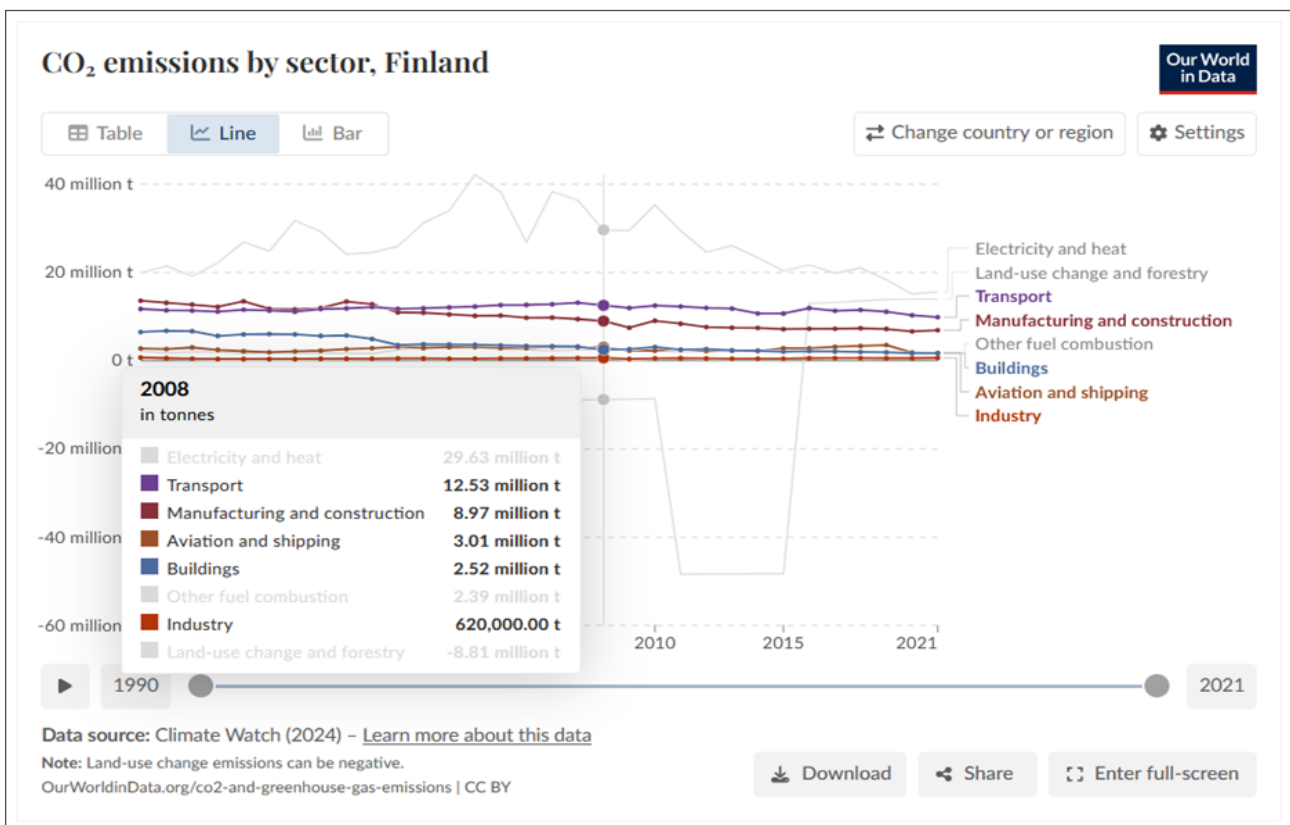 CO₂ emissions by sector, Finland
Our World
in Data
Table
Line
Bar
Change country or region
Settings
40 million t
20 million t
0 t
-20 million
-40 million
-60 million
Electricity and heat
Land-use change and forestry
Transport
Manufacturing and construction
Other fuel combustion
Buildings
Aviation and shipping
Industry
2008
in tonnes
Electricity and heat 29.63 million t
Transport 12.53 million t
Manufacturing and construction 8.97 million t
Aviation and shipping 3.01 million t
Buildings 2.52 million t
Other fuel combustion 2.39 million t
Industry 620,000.00 t
Land-use change and forestry -8.81 million t
2010
2015
2021
1990
2021
Data source: Climate Watch (2024) – Learn more about this data
Note: Land-use change emissions can be negative.
OurWorldinData.org/co2-and-greenhouse-gas-emissions | CC BY
Download
Share
Enter full-screen